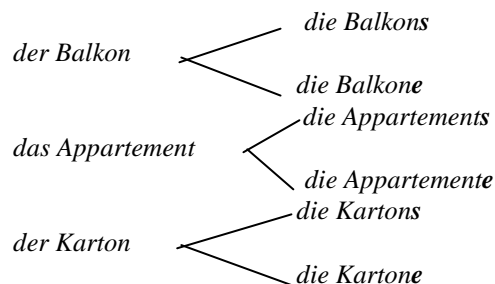 die Balkons
der Balkon
die Balkone
die Appartements
das Appartement
die Appartemente
die Kartons
der Karton
die Kartone